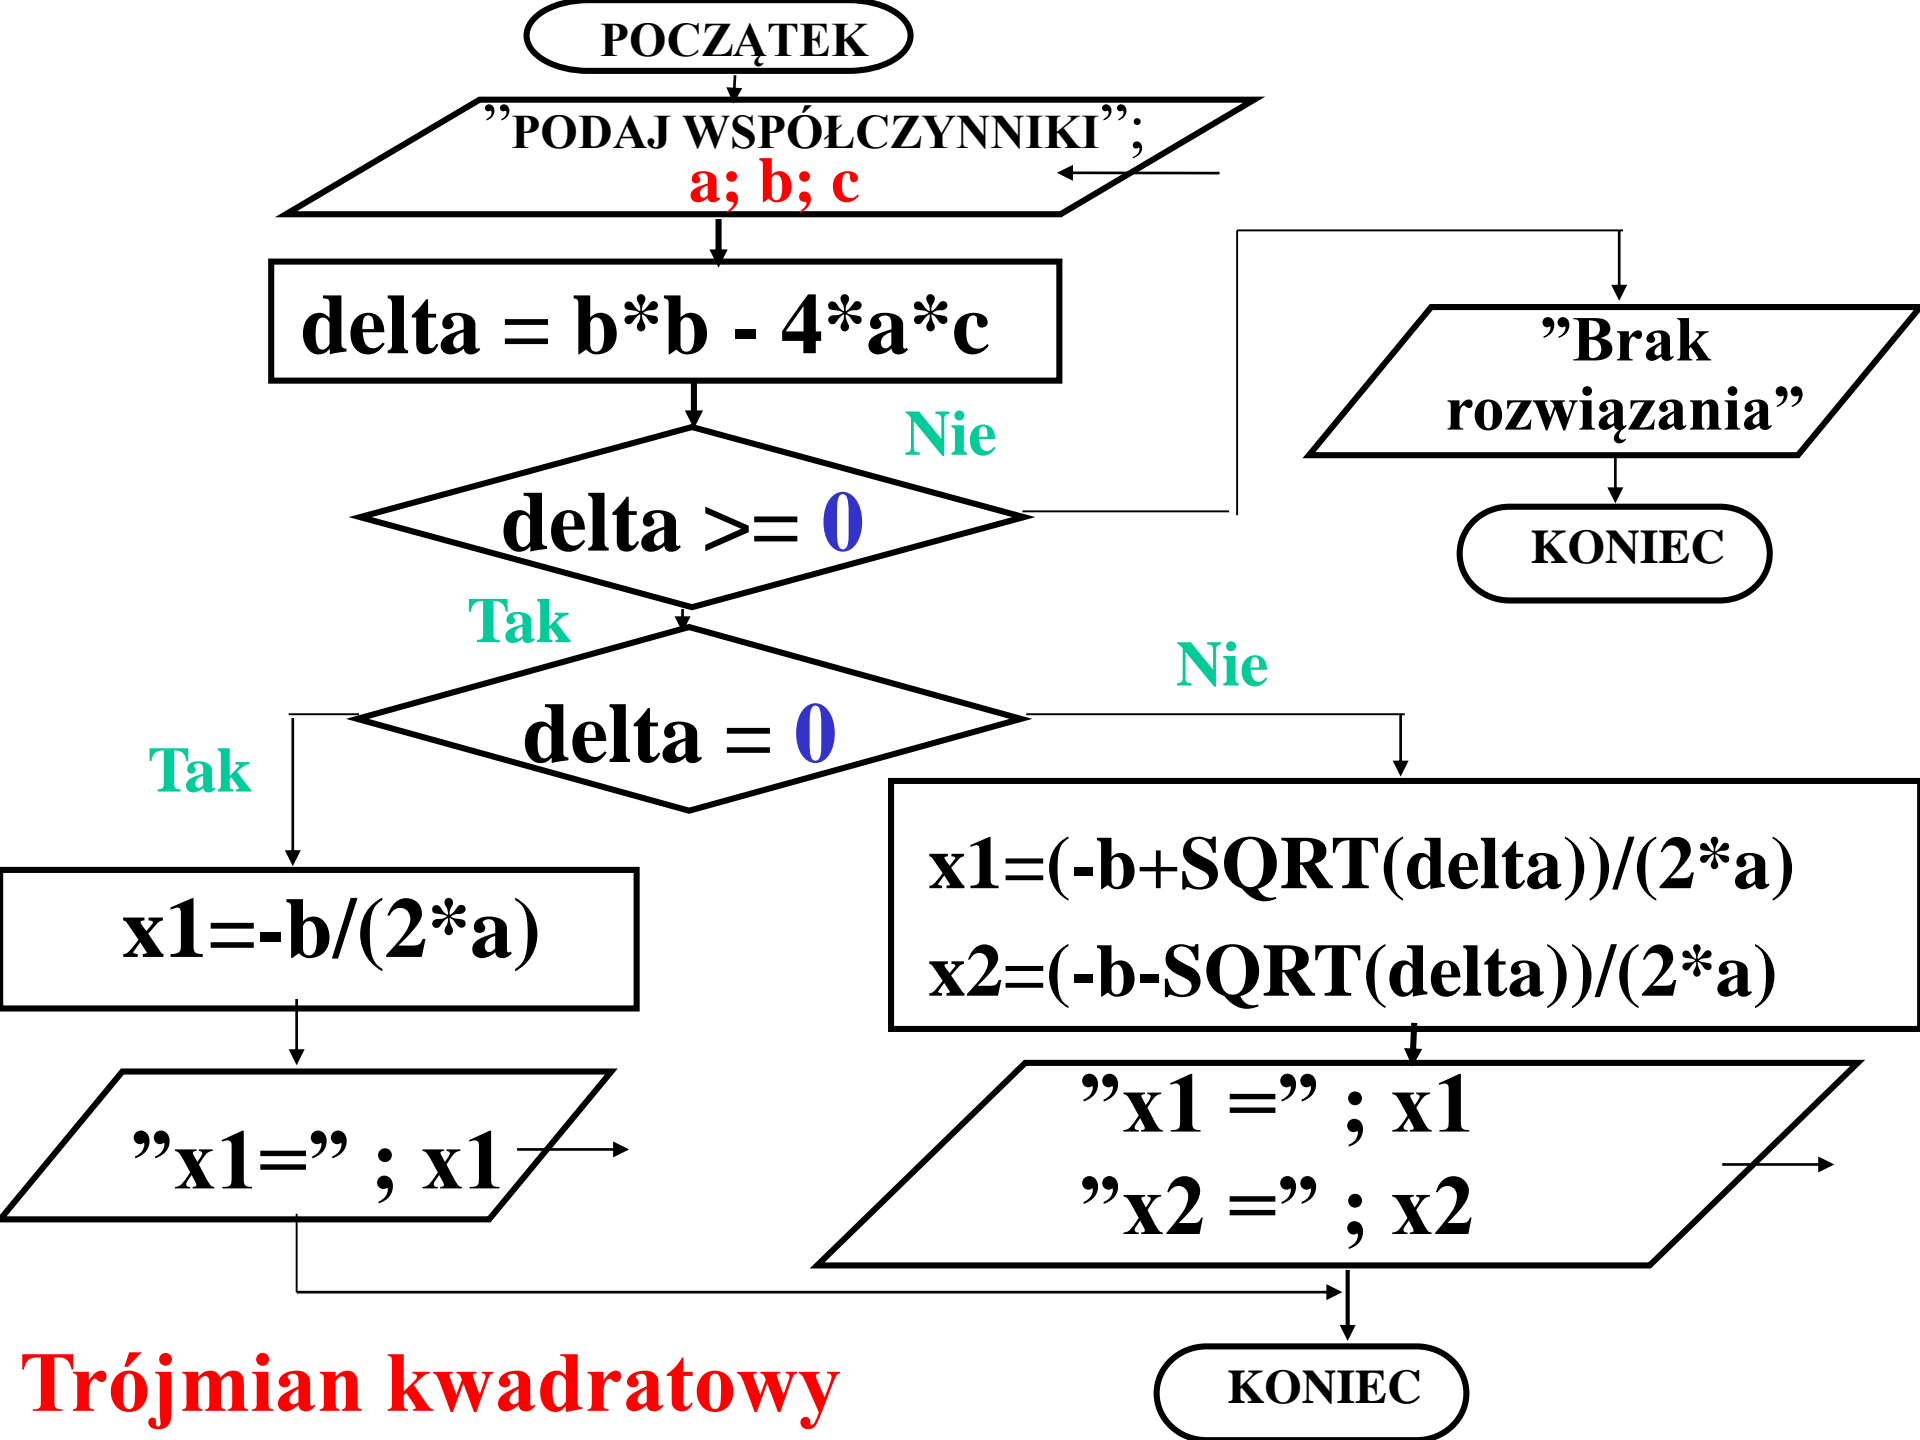 POCZĄTEK
”PODAJ WSPÓŁCZYNNIKI”;
a; b; c
delta = b*b - 4*a*c
”Brak
rozwiązania”
Nie
delta >= 0
KONIEC
Tak
Nie
delta = 0
Tak
x1=-b/(2*a)
x1=(-b+SQRT(delta))/(2*a)
x2=(-b-SQRT(delta))/(2*a)
”x1=” ; x1
”x1 =” ; x1
”x2 =” ; x2
Trójmian kwadratowy
KONIEC